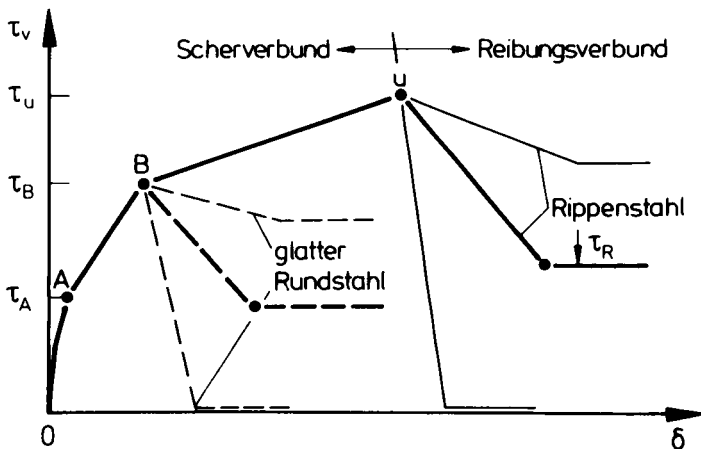 τv
Scherverbund
Reibungsverbund
u
τu
B
τB
Rippenstahl
τR
glatter
Rundstahl
A
τA
0
δ